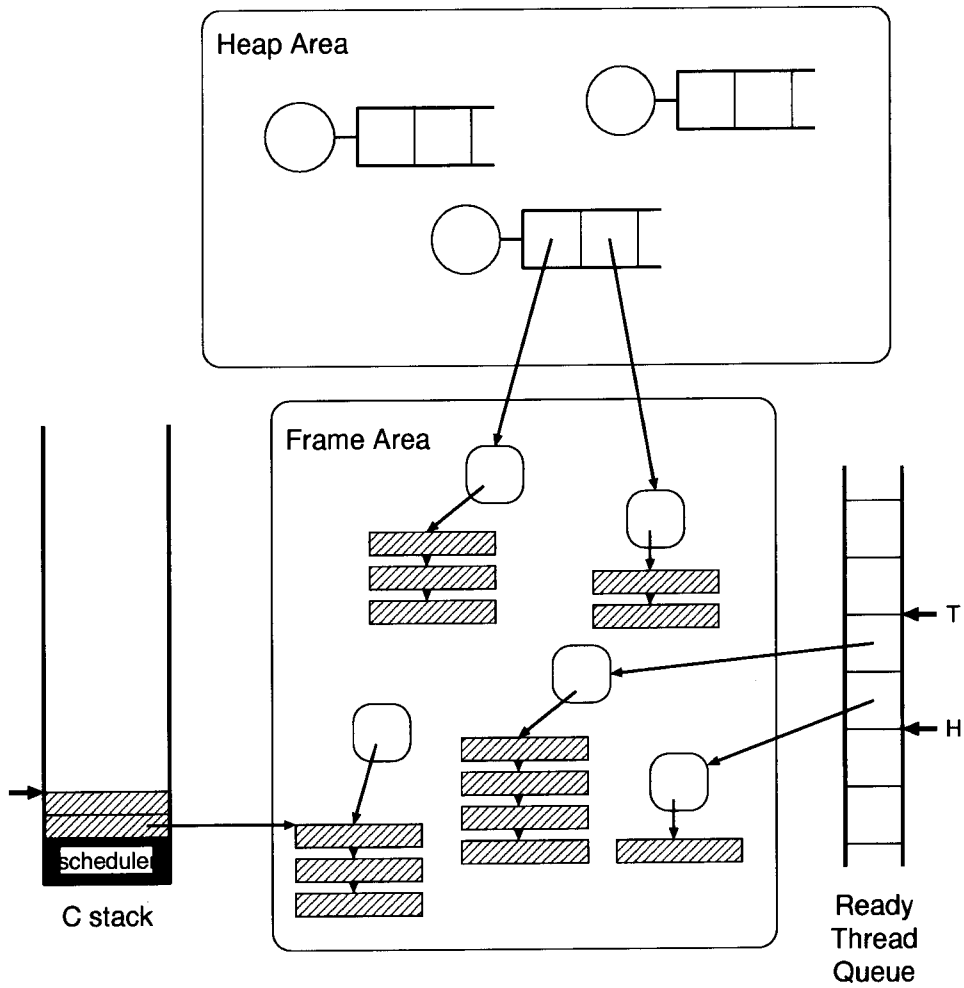 Heap Area
Frame Area
T
H
scheduler
C stack
Ready
Thread
Queue